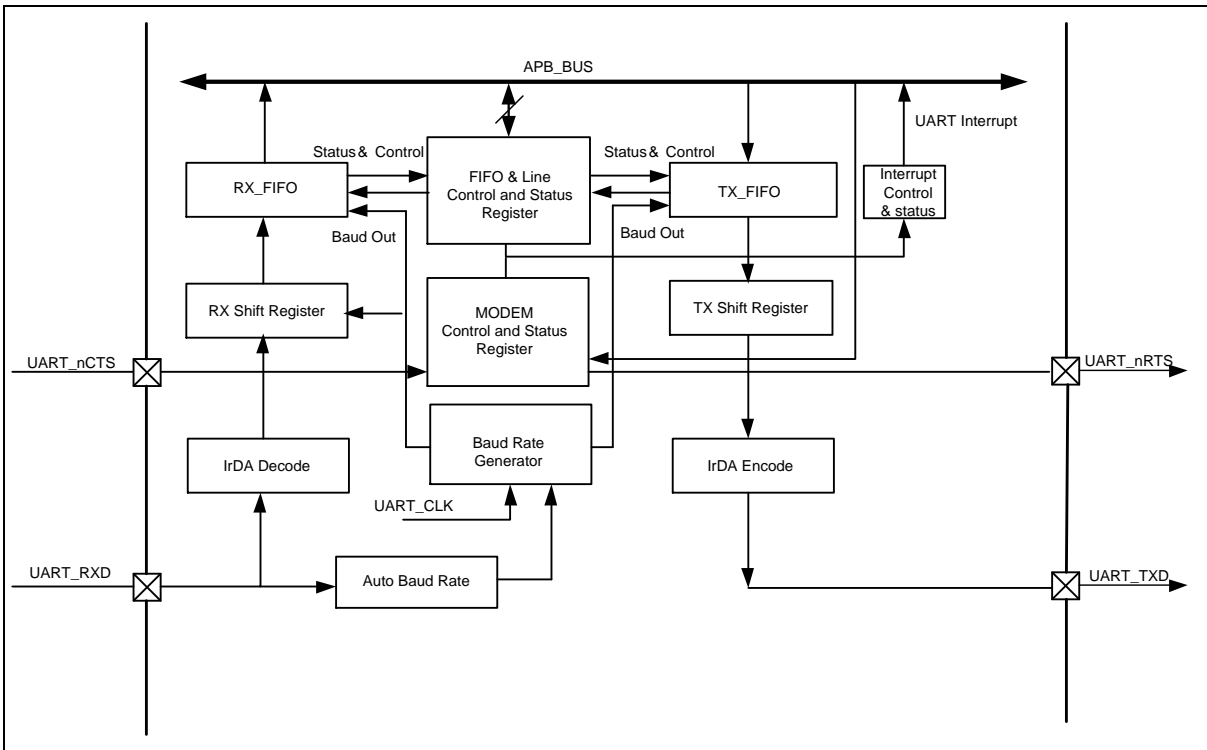 APB_BUS
UART Interrupt
Status & Control
Status & Control
RX_FIFO
FIFO & Line
Control and Status
Register
TX_FIFO
Interrupt
Control
& status
Baud Out
Baud Out
RX Shift Register
MODEM
Control and Status
Register
TX Shift Register
UART_nCTS
UART_nRTS
IrDA Decode
Baud Rate
Generator
IrDA Encode
UART_CLK
UART_RXD
Auto Baud Rate
UART_TXD